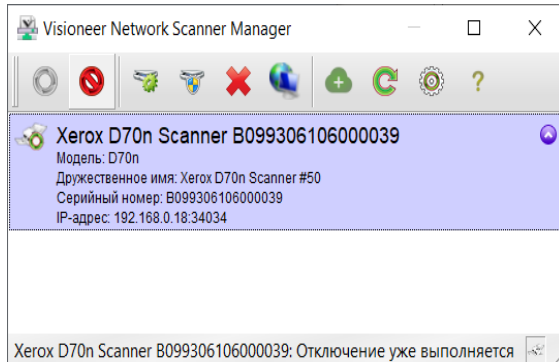 Visioneer Network Scanner Manager
Xerox D70n Scanner B099306106000039
Модель: D70n
Дружественное имя: Xerox D70n Scanner #50
Серийный номер: B099306106000039
IP-адрес: 192.168.0.18:34034
Xerox D70n Scanner B099306106000039: Отключение уже выполняется